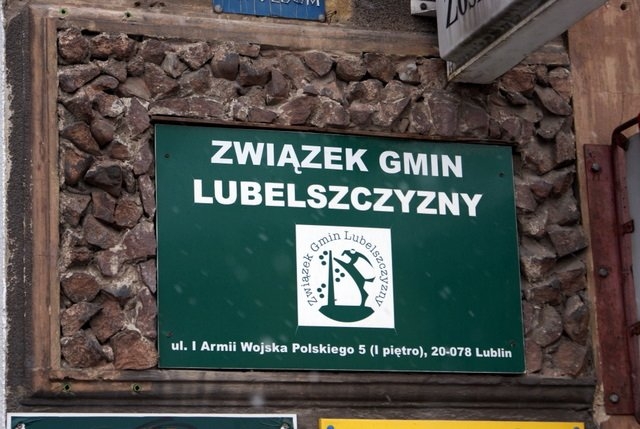 ZWIĄZEK GMIN
LUBELSZCZYZNY
Związek Gmin Lubelszczyzny
ul. I Armii Wojska Polskiego 5 (I piętro), 20-078 Lublin